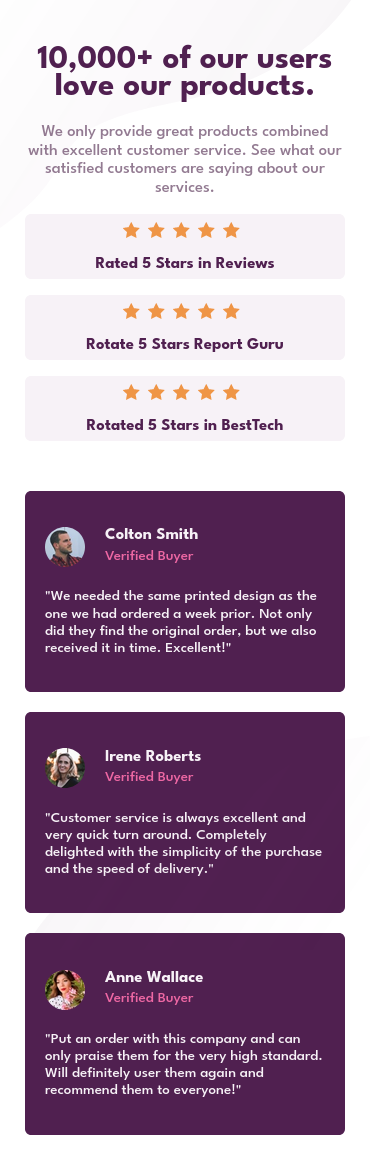 10,000+ of our users
love our products.
We only provide great products combined
with excellent customer service. See what our
satisfied customers are saying about our
services.
Rated 5 Stars in Reviews
Rotate 5 Stars Report Guru
Rotated 5 Stars in BestTech
Colton Smith
Verified Buyer
"We needed the same printed design as the
one we had ordered a week prior. Not only
did they find the original order, but we also
received it in time. Excellent!"
Irene Roberts
Verified Buyer
"Customer service is always excellent and
very quick turn around. Completely
delighted with the simplicity of the purchase
and the speed of delivery."
Anne Wallace
Verified Buyer
"Put an order with this company and can
only praise them for the very high standard.
Will definitely user them again and
recommend them to everyone!"